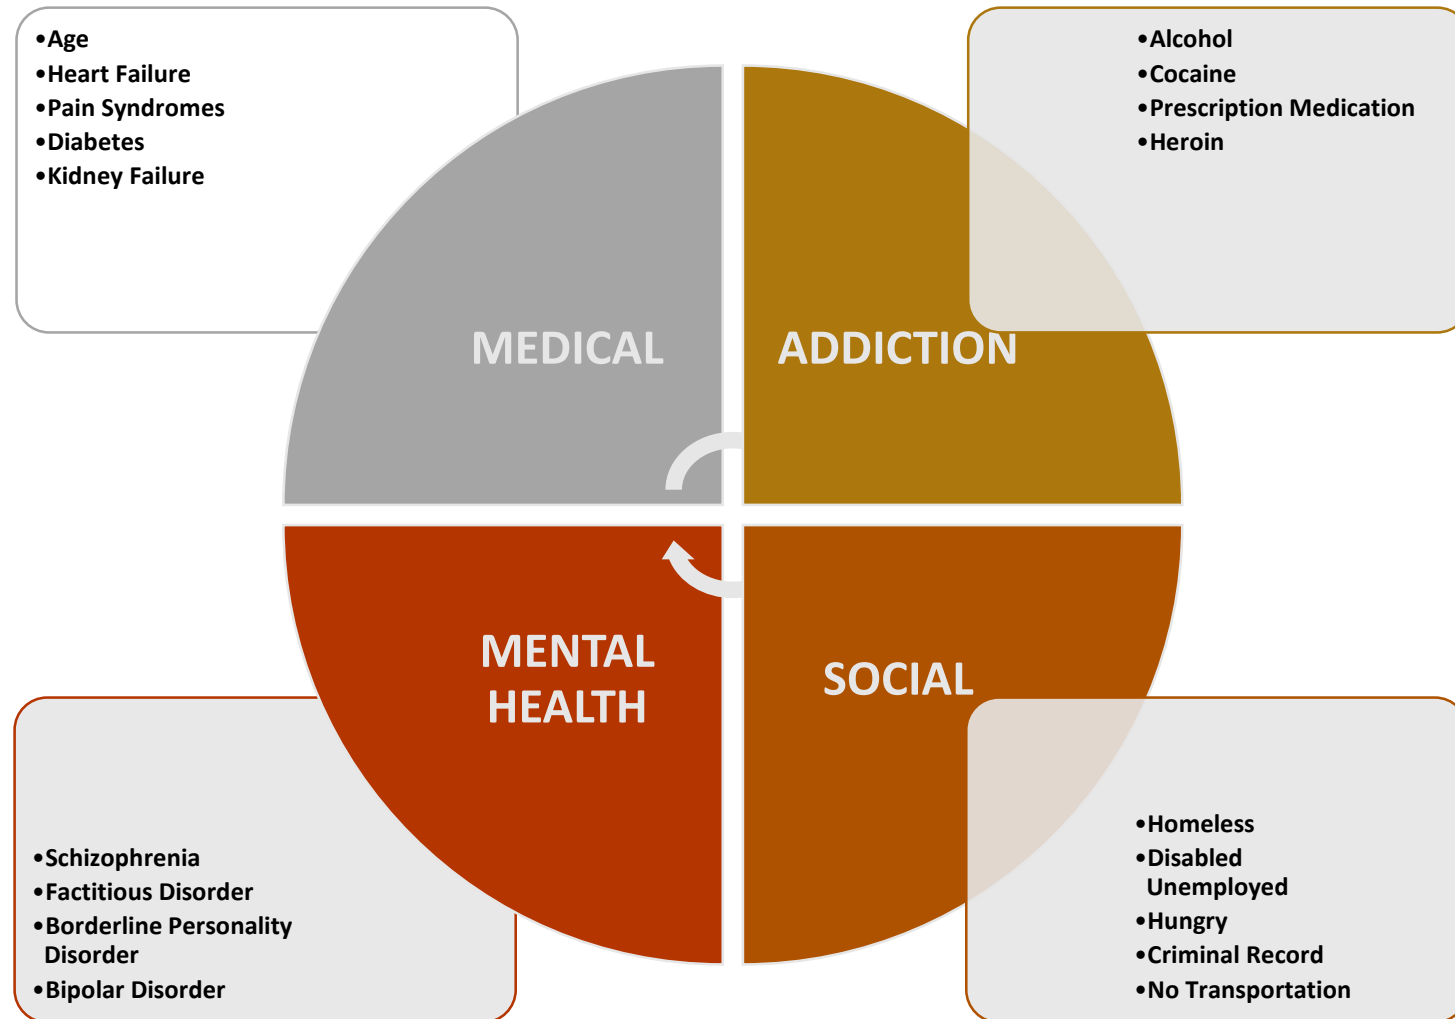 •Age
•Heart Failure
•Pain Syndromes
•Diabetes
•Kidney Failure
•Alcohol
•Cocaine
•Prescription Medication
•Heroin
MEDICAL
ADDICTION
MENTAL
HEALTH
SOCIAL
•Schizophrenia
•Factitious Disorder
•Borderline Personality
Disorder
•Bipolar Disorder
•Homeless
•Disabled
Unemployed
•Hungry
•Criminal Record
•No Transportation